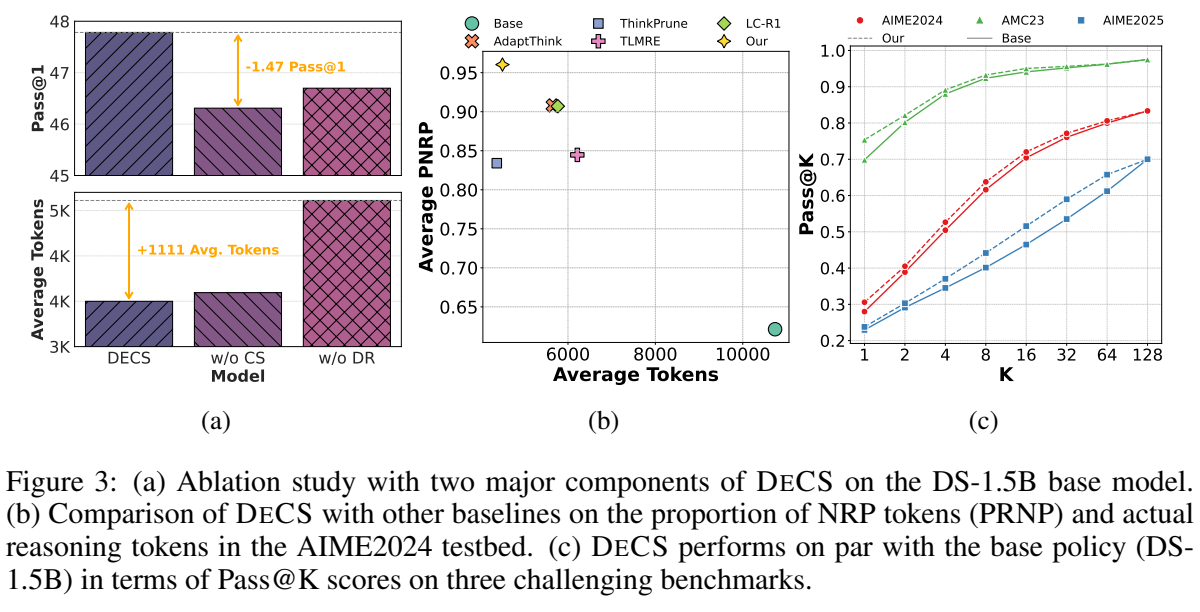 48
47
46
45
Pass@1
-1.47 Pass@1
5K
4K
4K
3K
Average Tokens
+1111 Avg. Tokens
DECS w/o CS w/o DR
Model
(a)
Base ThinkPrune LC-R1
AdaptThink TLMRE Our
0.95
0.90
0.85
0.80
0.75
0.70
0.65
Average PNRP
6000 8000 10000
Average Tokens
(b)
AIME2024 AMC23 AIME2025
Our Base
1.0
0.9
0.8
0.7
0.6
0.5
0.4
0.3
0.2
Pass@K
1 2 4 8 16 32 64 128
K
(c)
Figure 3: (a) Ablation study with two major components of DECS on the DS-1.5B base model.
(b) Comparison of DECS with other baselines on the proportion of NRP tokens (PRNP) and actual
reasoning tokens in the AIME2024 testbed. (c) DECS performs on par with the base policy (DS-
1.5B) in terms of Pass@K scores on three challenging benchmarks.